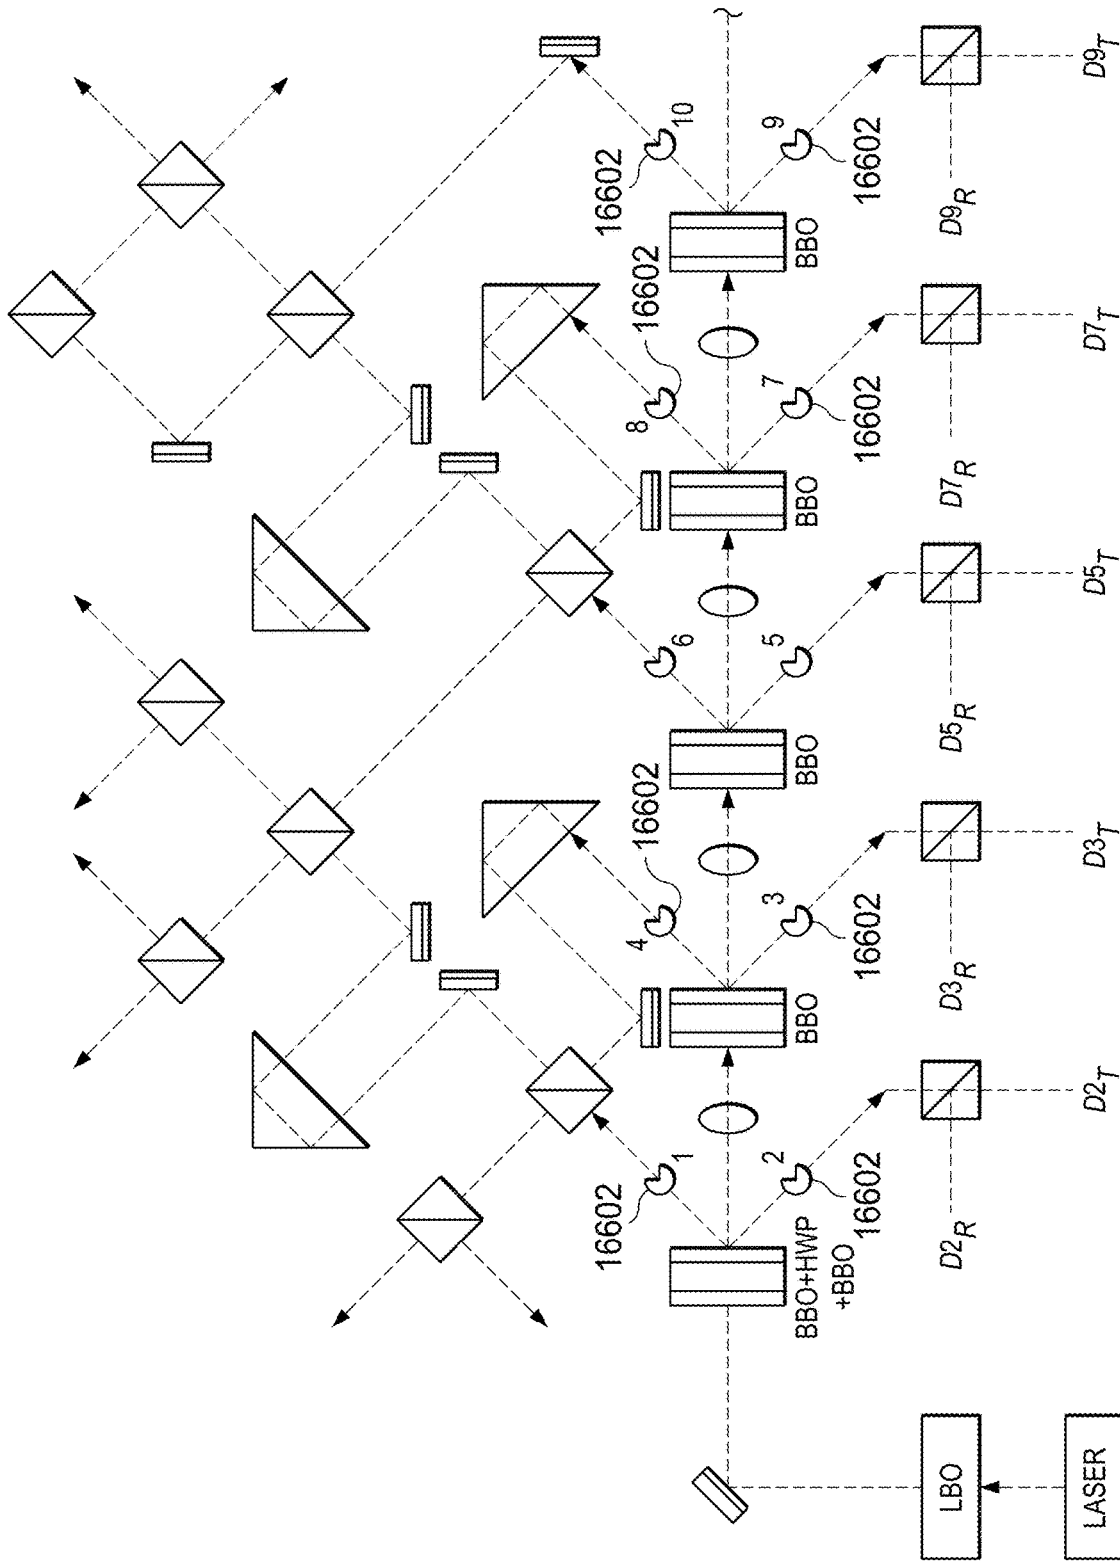 16602
1
4
16602
6
8
16602
16602
10
2
3
5
7
9
16602
16602
16602
16602
BBO+HWP
+BBO
BBO
BBO
BBO
BBO
D2R
D3R
D5R
D7R
D9R
LBO
LASER
D2T
D3T
D5T
D7T
D9T